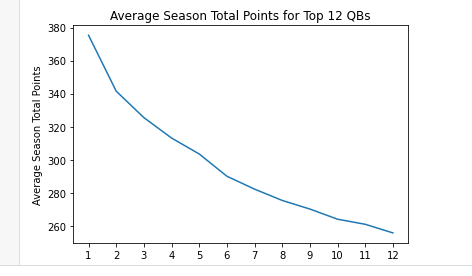 Average Season Total Points for Top 12 QBs
Average Season Total Points
380
360
340
320
300
280
260
1 2 3 4 5 6 7 8 9 10 11 12